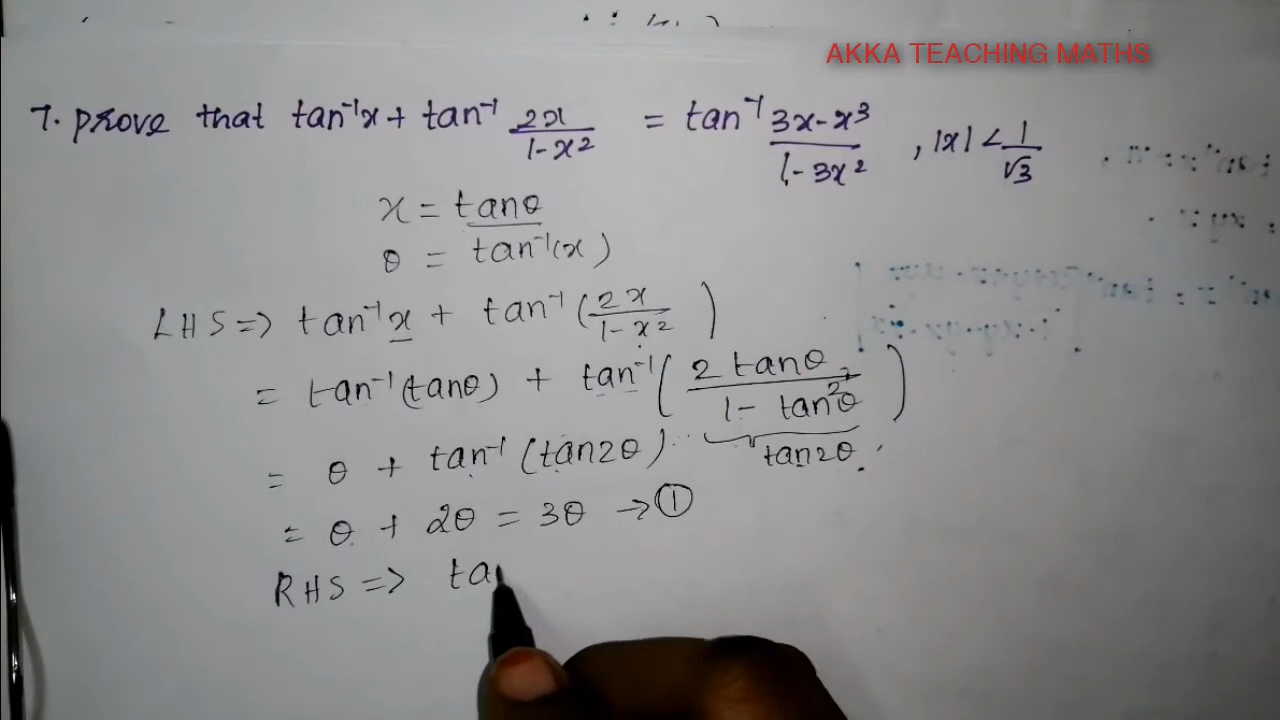 AKKA TEACHING MATHS
7. prove that tan⁻¹x + tan⁻¹ 2x/1-x² = tan⁻¹ 3x-x³/1-3x² , |x| < 1/√3
x = tanθ
θ = tan⁻¹(x)
LHS => tan⁻¹x + tan⁻¹(2x/1-x²)
= tan⁻¹(tanθ) + tan⁻¹(2tanθ/1-tan²θ)
= θ + tan⁻¹(tan2θ) tan2θ
= θ + 2θ = 3θ → ①
RHS => ta